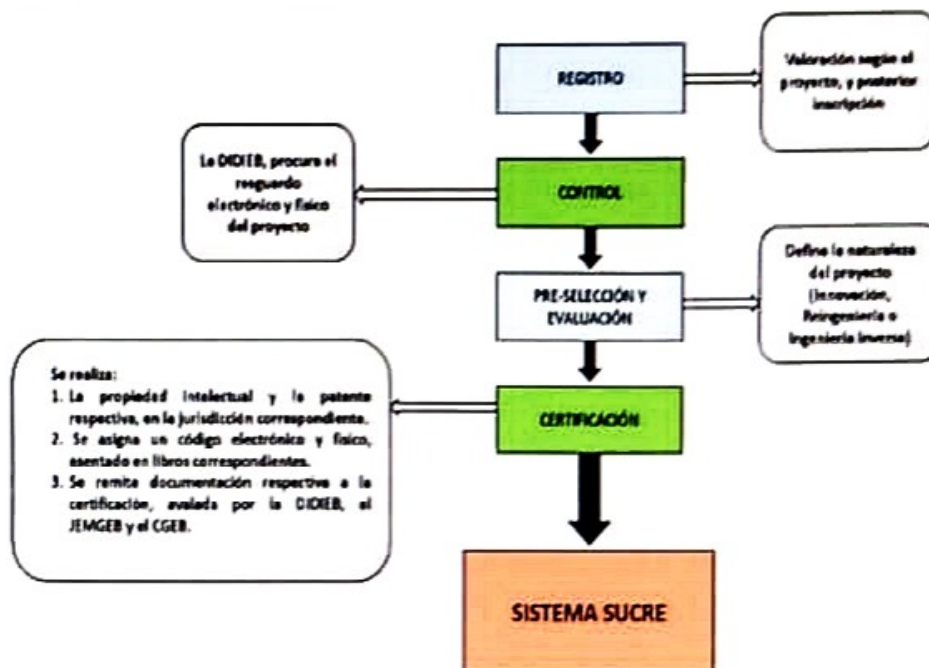 REGISTRO
Valoración según el
proyecto, y posterior
inscripción
La DIDIEB, procura el
resguardo
electrónico y físico
del proyecto
CONTROL
PRE-SELECCIÓN Y
EVALUACIÓN
Define la naturaleza
del proyecto
(Innovación,
Reingeniería o
Ingeniería Inversa)
Se realiza:
1. La propiedad intelectual y la patente
respectiva, en la jurisdicción correspondiente.
2. Se asigna un código electrónico y físico,
asentado en libros correspondientes.
3. Se remite documentación respectiva a la
certificación, avalada por la DIDIEB, el
JEMGEB y el CGEB.
CERTIFICACIÓN
SISTEMA SUCRE